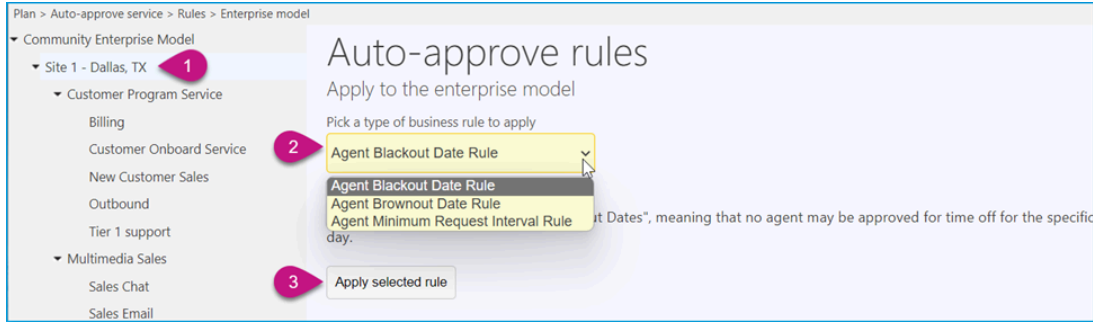 Plan > Auto-approve service > Rules > Enterprise model
Community Enterprise Model
Site 1 - Dallas, TX
1
Customer Program Service
Billing
Customer Onboard Service
New Customer Sales
Outbound
Tier 1 support
Multimedia Sales
Sales Chat
Sales Email
Auto-approve rules
Apply to the enterprise model
Pick a type of business rule to apply
2
Agent Blackout Date Rule
Agent Blackout Date Rule
Agent Brownout Date Rule
Agent Minimum Request Interval Rule
Dates", meaning that no agent may be approved for time off for the
day.
3
Apply selected rule